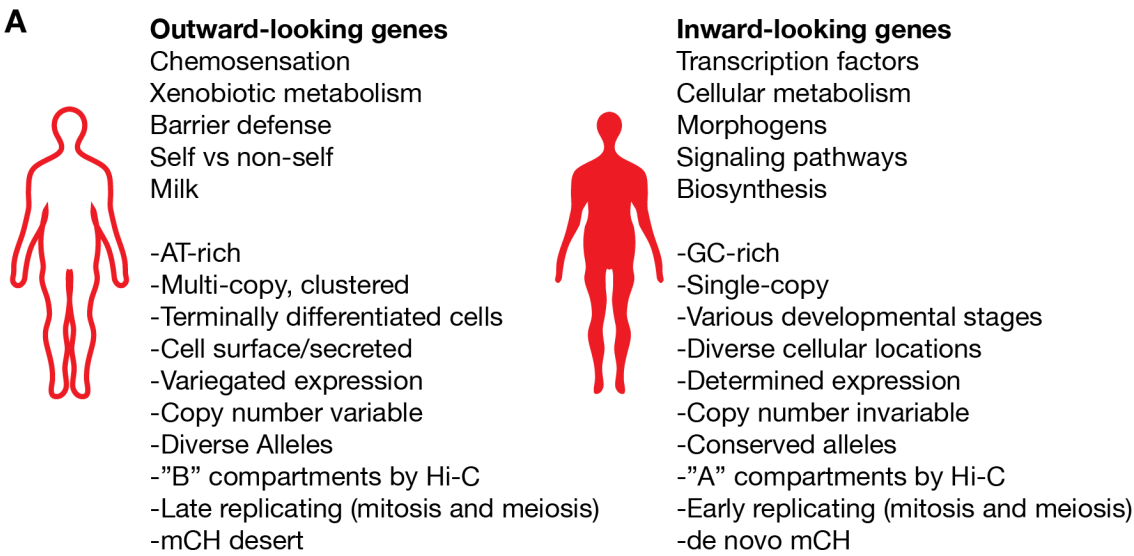 A
Outward-looking genes
Chemosensation
Xenobiotic metabolism
Barrier defense
Self vs non-self
Milk
-AT-rich
-Multi-copy, clustered
-Terminally differentiated cells
-Cell surface/secreted
-Variegated expression
-Copy number variable
-Diverse Alleles
-”B” compartments by Hi-C
-Late replicating (mitosis and meiosis)
-mCH desert
Inward-looking genes
Transcription factors
Cellular metabolism
Morphogens
Signaling pathways
Biosynthesis
-GC-rich
-Single-copy
-Various developmental stages
-Diverse cellular locations
-Determined expression
-Copy number invariable
-Conserved alleles
-”A” compartments by Hi-C
-Early replicating (mitosis and meiosis)
-de novo mCH